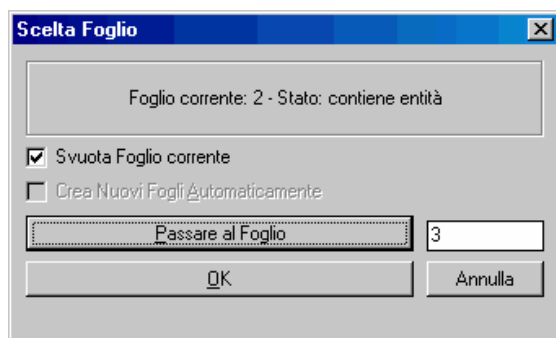 Scelta Foglio
Foglio corrente: 2 - Stato: contiene entità
Svuota Foglio corrente
Crea Nuovi Fogli Automaticamente
Passare al Foglio 3
OK Annulla